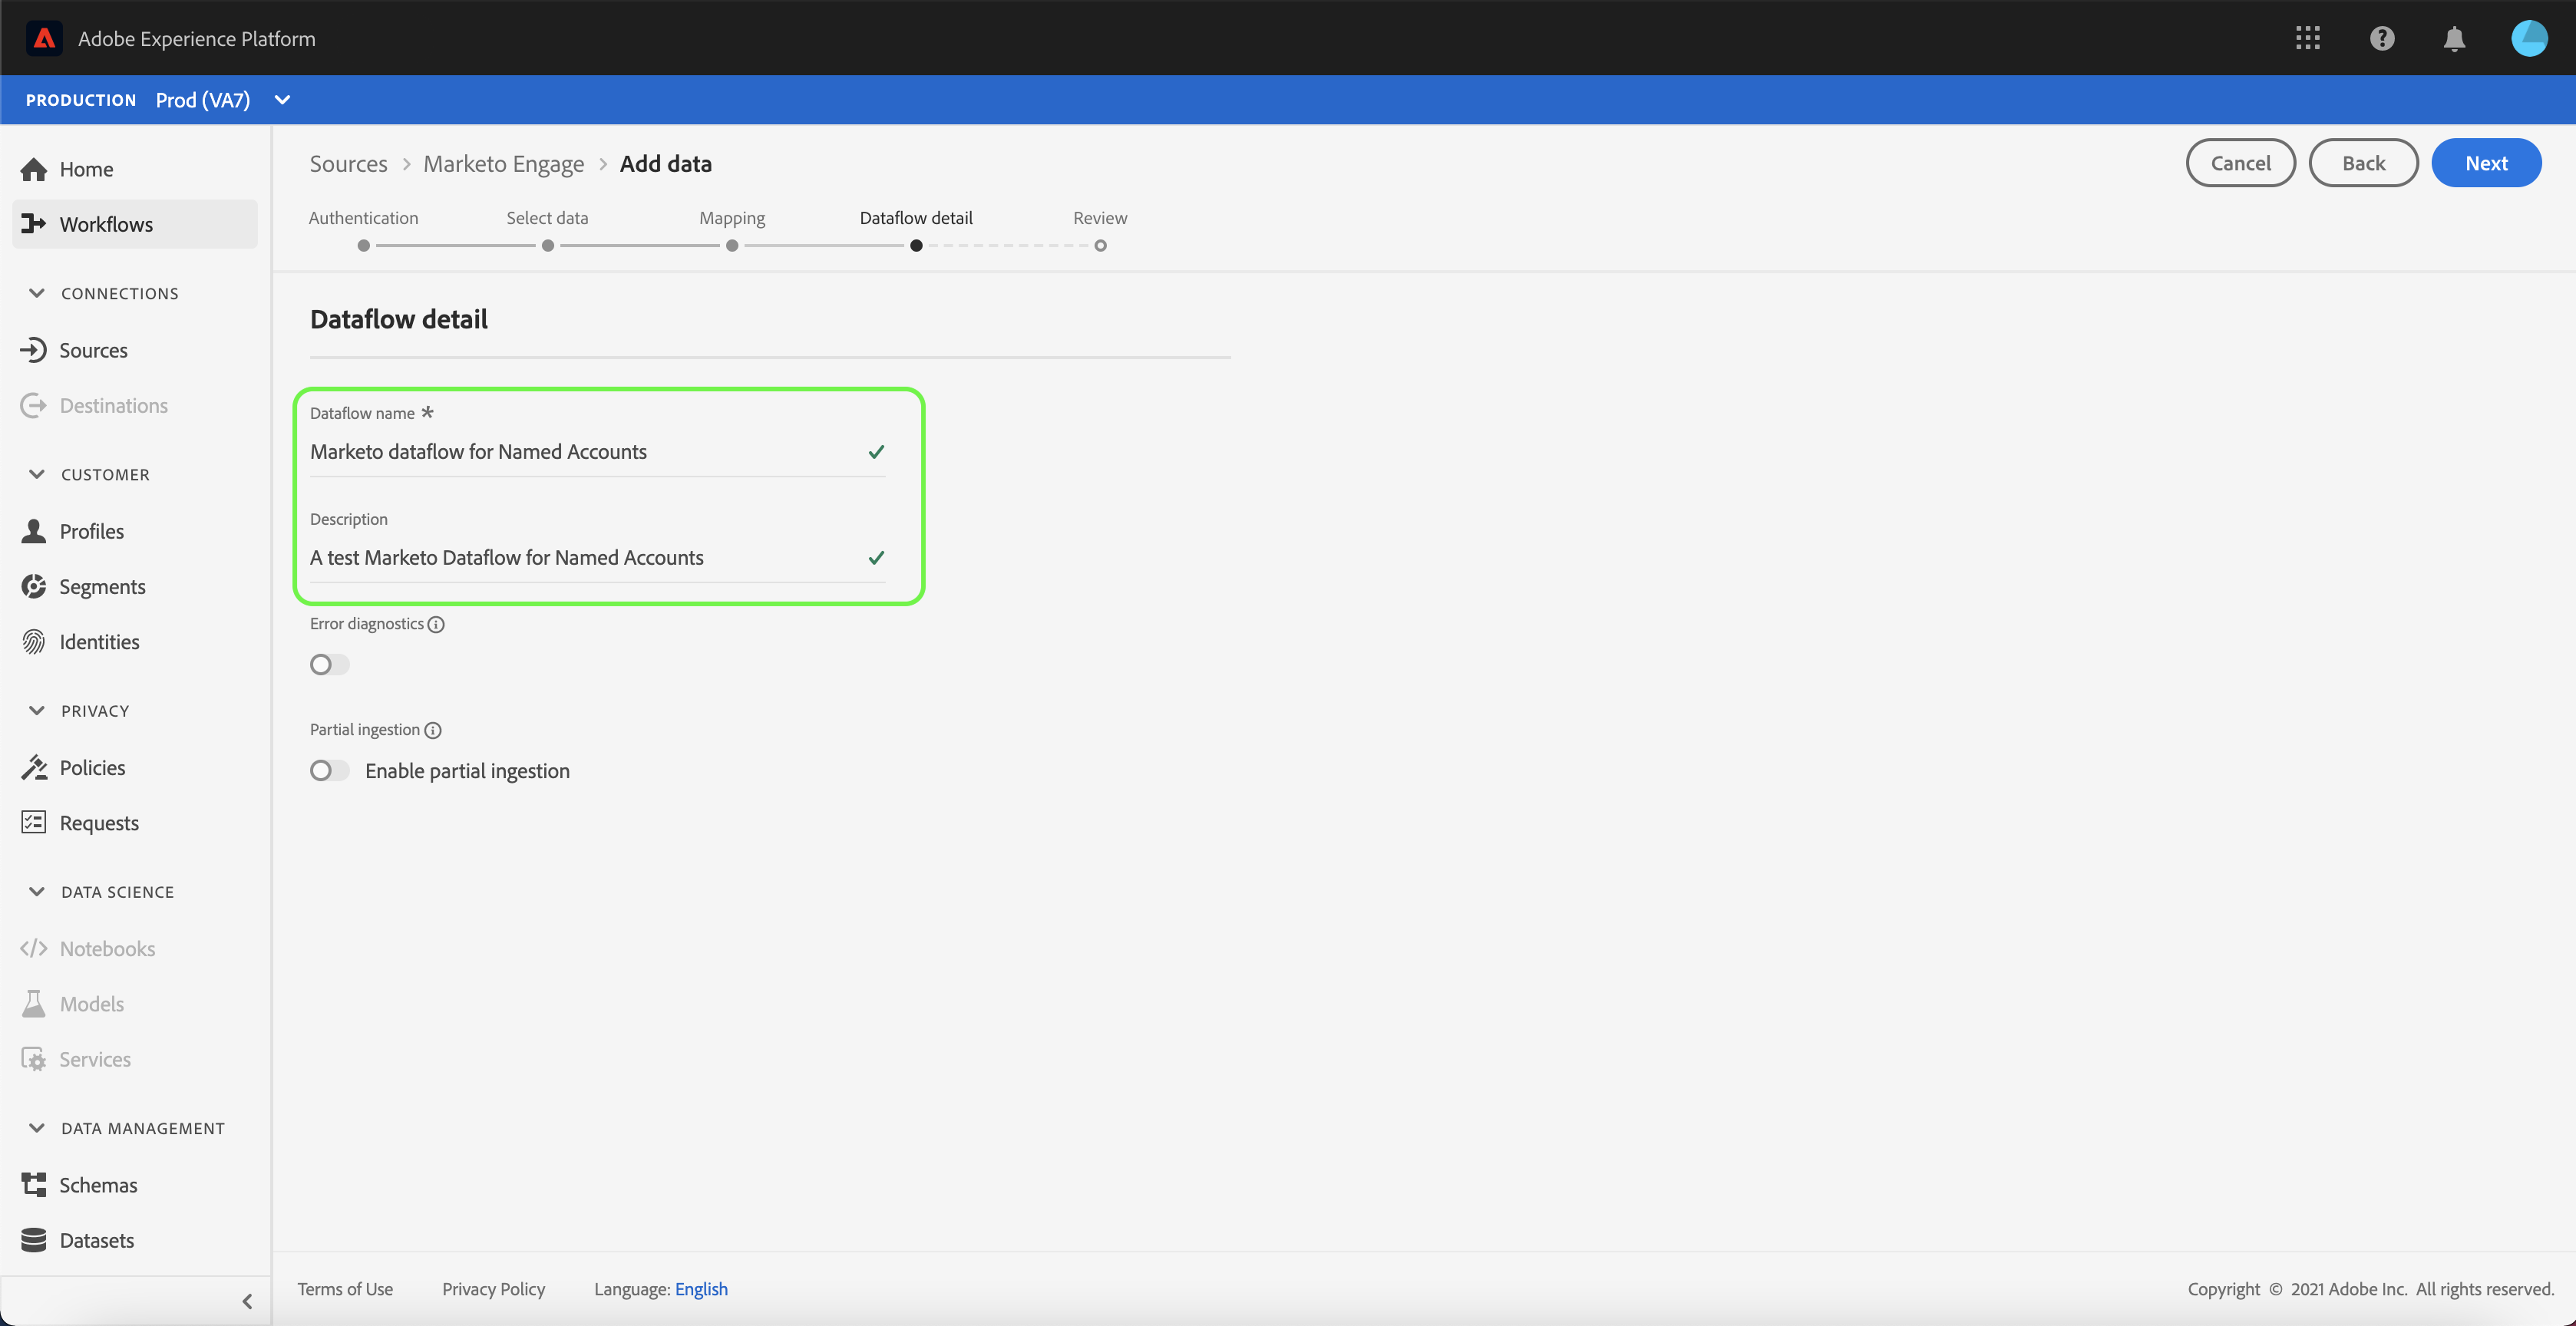 Adobe Experience Platform
PRODUCTION Prod (VA7)
Home
Workflows
CONNECTIONS
Sources
Destinations
CUSTOMER
Profiles
Segments
Identities
PRIVACY
Policies
Requests
DATA SCIENCE
Notebooks
Models
Services
DATA MANAGEMENT
Schemas
Datasets
Sources > Marketo Engage > Add data
Cancel Back Next
Authentication Select data Mapping Dataflow detail Review
Dataflow detail
Dataflow name *
Marketo dataflow for Named Accounts
Description
A test Marketo Dataflow for Named Accounts
Error diagnostics
Partial ingestion
Enable partial ingestion
Terms of Use Privacy Policy Language: English Copyright © 2021 Adobe Inc. All rights reserved.